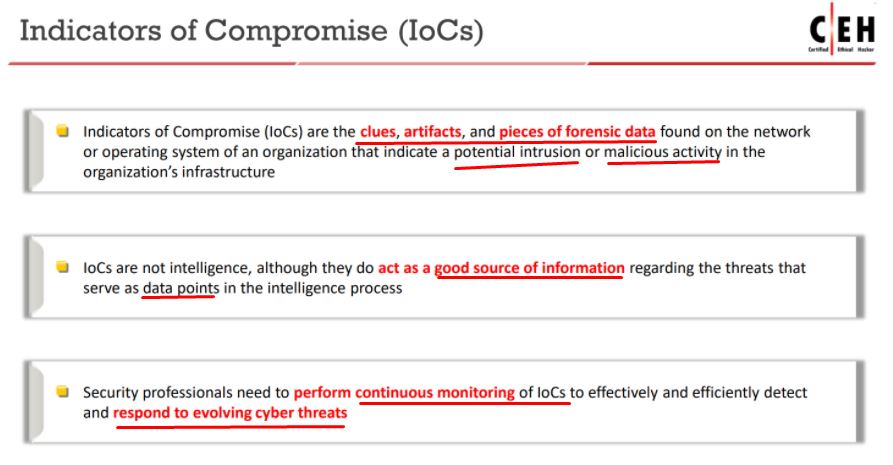 Indicators of Compromise (IoCs)
C|EH
Certified Ethical Hacker
Indicators of Compromise (IoCs) are the clues, artifacts, and pieces of forensic data found on the network
or operating system of an organization that indicate a potential intrusion or malicious activity in the
organization's infrastructure
IoCs are not intelligence, although they do act as a good source of information regarding the threats that
serve as data points in the intelligence process
Security professionals need to perform continuous monitoring of IoCs to effectively and efficiently detect
and respond to evolving cyber threats